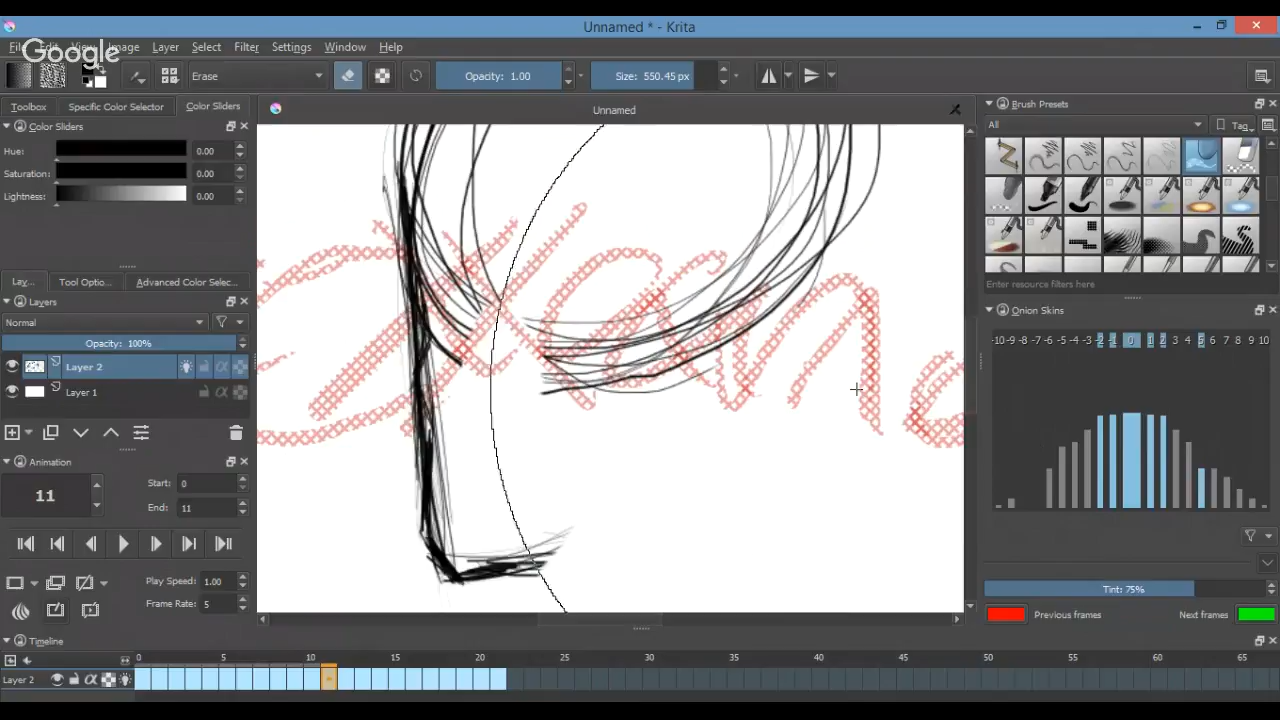 Unnamed * - Krita
File Edit View Image Layer Select Filter Settings Window Help
Google
Erase Opacity: 1.00 Size: 550.45 px
Toolbox Specific Color Selector Color Sliders
Unnamed
Color Sliders
Hue: 0.00
Saturation: 0.00
Lightness: 0.00
Lay... Tool Optio... Advanced Color Selec...
Layers
Normal
Opacity: 100%
Layer 2
Layer 1
Animation
11 Start: 0
End: 11
Play Speed: 1.00
Frame Rate: 5
Brush Presets
All Tag
Enter resource filters here
Onion Skins
-10 -9 -8 -7 -6 -5 -4 -3 -2 -1 0 1 2 3 4 5 6 7 8 9 10
Tint: 75%
Previous frames Next frames
Timeline
0 5 10 15 20 25 30 35 40 45 50 55 60 65
Layer 2